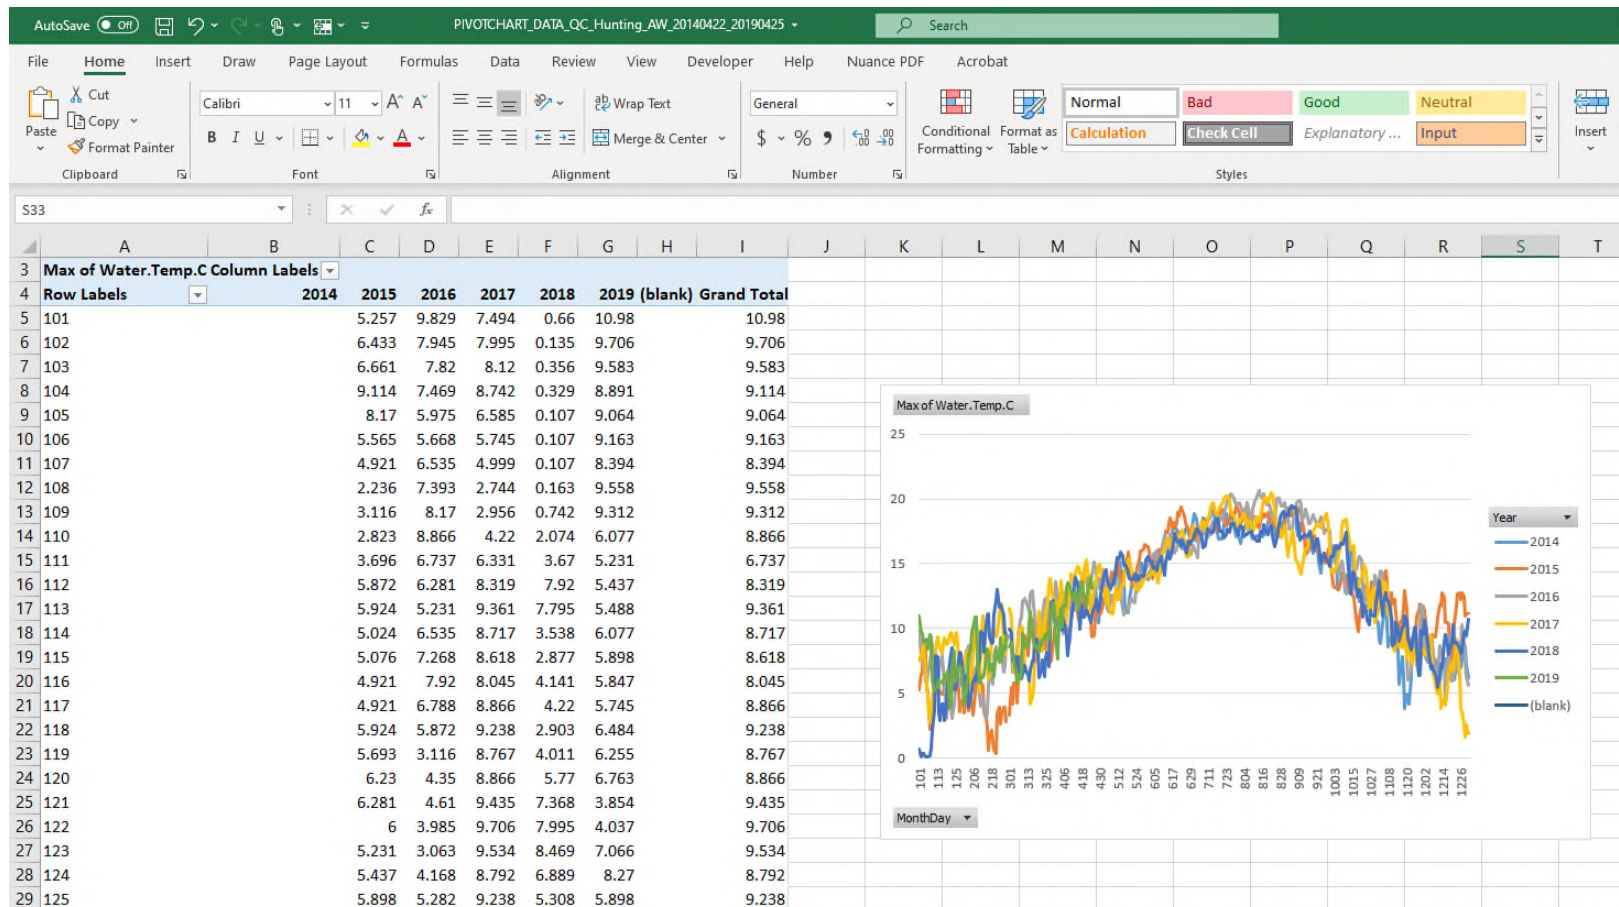 AutoSave Off PIVOTCHART_DATA_QC_Hunting_AW_20140422_20190425 Search
File Home Insert Draw Page Layout Formulas Data Review View Developer Help Nuance PDF Acrobat
Paste Cut Copy Format Painter
Calibri 11 A A
B I U A
ab Wrap Text
Merge & Center
General
$ % 9 .00 .00 →0
Conditional Formatting Format as Table
Normal Bad Good Neutral
Calculation Check Cell Explanatory ... Input
Insert
Clipboard Font Alignment Number Styles
S33 fx
A B C D E F G H I J K L M N O P Q R S T
3 Max of Water.Temp.C Column Labels
4 Row Labels 2014 2015 2016 2017 2018 2019 (blank) Grand Total
5 101 5.257 9.829 7.494 0.66 10.98 10.98
6 102 6.433 7.945 7.995 0.135 9.706 9.706
7 103 6.661 7.82 8.12 0.356 9.583 9.583
8 104 9.114 7.469 8.742 0.329 8.891 9.114
9 105 8.17 5.975 6.585 0.107 9.064 9.064
10 106 5.565 5.668 5.745 0.107 9.163 9.163
11 107 4.921 6.535 4.999 0.107 8.394 8.394
12 108 2.236 7.393 2.744 0.163 9.558 9.558
13 109 3.116 8.17 2.956 0.742 9.312 9.312
14 110 2.823 8.866 4.22 2.074 6.077 8.866
15 111 3.696 6.737 6.331 3.67 5.231 6.737
16 112 5.872 6.281 8.319 7.92 5.437 8.319
17 113 5.924 5.231 9.361 7.795 5.488 9.361
18 114 5.024 6.535 8.717 3.538 6.077 8.717
19 115 5.076 7.268 8.618 2.877 5.898 8.618
20 116 4.921 7.92 8.045 4.141 5.847 8.045
21 117 4.921 6.788 8.866 4.22 5.745 8.866
22 118 5.924 5.872 9.238 2.903 6.484 9.238
23 119 5.693 3.116 8.767 4.011 6.255 8.767
24 120 6.23 4.35 8.866 5.77 6.763 8.866
25 121 6.281 4.61 9.435 7.368 3.854 9.435
26 122 6 3.985 9.706 7.995 4.037 9.706
27 123 5.231 3.063 9.534 8.469 7.066 9.534
28 124 5.437 4.168 8.792 6.889 8.27 8.792
29 125 5.898 5.282 9.238 5.308 5.898 9.238
Max of Water.Temp.C
25
20
15
10
5
0
101 113 125 206 218 301 313 325 406 418 430 512 524 605 617 629 711 723 804 816 828 909 921 1003 1015 1027 1108 1120 1202 1214 1226
MonthDay
Year
2014
2015
2016
2017
2018
2019
(blank)